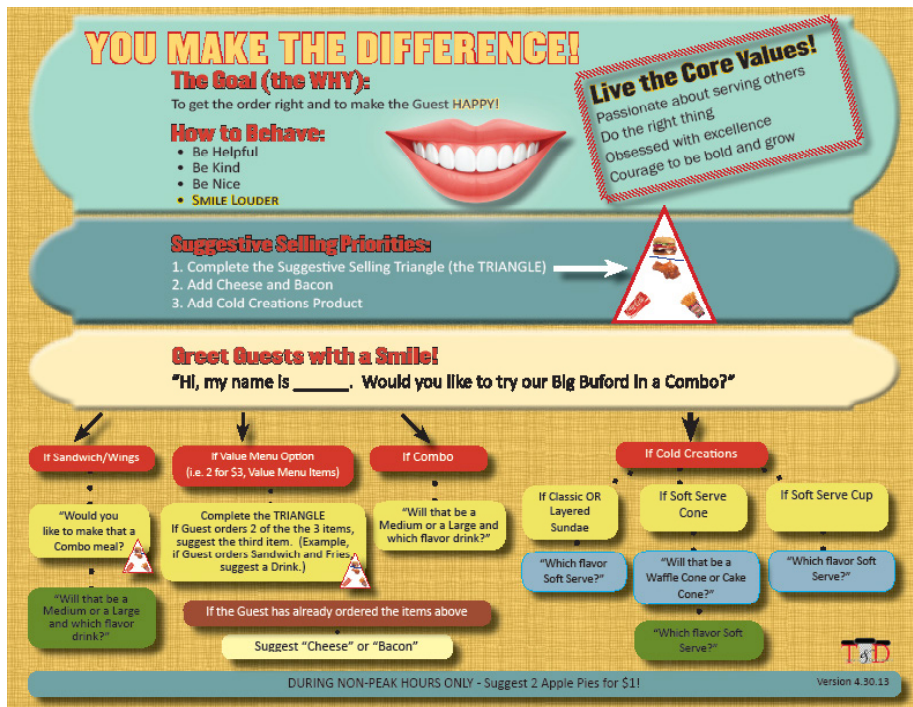 YOU MAKE THE DIFFERENCE!
The Goal (the WHY):
To get the order right and to make the Guest HAPPY!
How to Behave:
• Be Helpful
• Be Kind
• Be Nice
• SMILE LOUDER
Live the Core Values!
Passionate about serving others
Do the right thing
Obsessed with excellence
Courage to be bold and grow
Suggestive Selling Priorities:
1. Complete the Suggestive Selling Triangle (the TRIANGLE)
2. Add Cheese and Bacon
3. Add Cold Creations Product
Greet Guests with a Smile!
"Hi, my name is ______. Would you like to try our Big Buford in a Combo?"
If Sandwich/Wings
"Would you
like to make that a
Combo meal?
"Will that be a
Medium or a Large
and which flavor
drink?"
If Value Menu Option
(i.e. 2 for $3, Value Menu Items)
Complete the TRIANGLE
If Guest orders 2 of the the 3 items,
suggest the third item. (Example,
if Guest orders Sandwich and Fries,
suggest a Drink.)
If Combo
"Will that be a
Medium or a Large and
which flavor drink?"
If the Guest has already ordered the items above
Suggest "Cheese" or "Bacon"
If Cold Creations
If Classic OR
Layered
Sundae
"Which flavor
Soft Serve?"
If Soft Serve
Cone
"Will that be a
Waffle Cone or Cake
Cone?"
"Which flavor Soft
Serve?"
If Soft Serve Cup
"Which flavor Soft
Serve?"
T&D
DURING NON-PEAK HOURS ONLY - Suggest 2 Apple Pies for $1!
Version 4.30.13